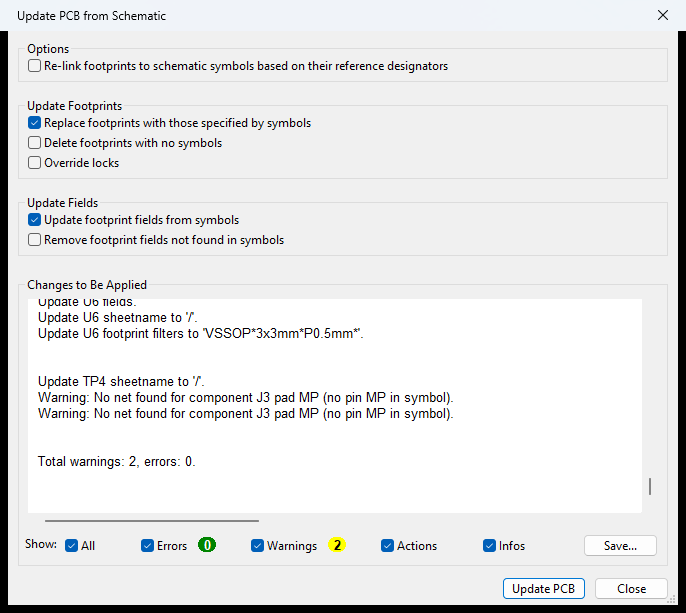 Update PCB from Schematic
Options
Re-link footprints to schematic symbols based on their reference designators
Update Footprints
Replace footprints with those specified by symbols
Delete footprints with no symbols
Override locks
Update Fields
Update footprint fields from symbols
Remove footprint fields not found in symbols
Changes to Be Applied
Update U6 fields.
Update U6 sheetname to '/'.
Update U6 footprint filters to 'VSSOP*3x3mm*P0.5mm*'.
Update TP4 sheetname to '/'.
Warning: No net found for component J3 pad MP (no pin MP in symbol).
Warning: No net found for component J3 pad MP (no pin MP in symbol).
Total warnings: 2, errors: 0.
Show: All Errors 0 Warnings 2 Actions Infos Save...
Update PCB Close